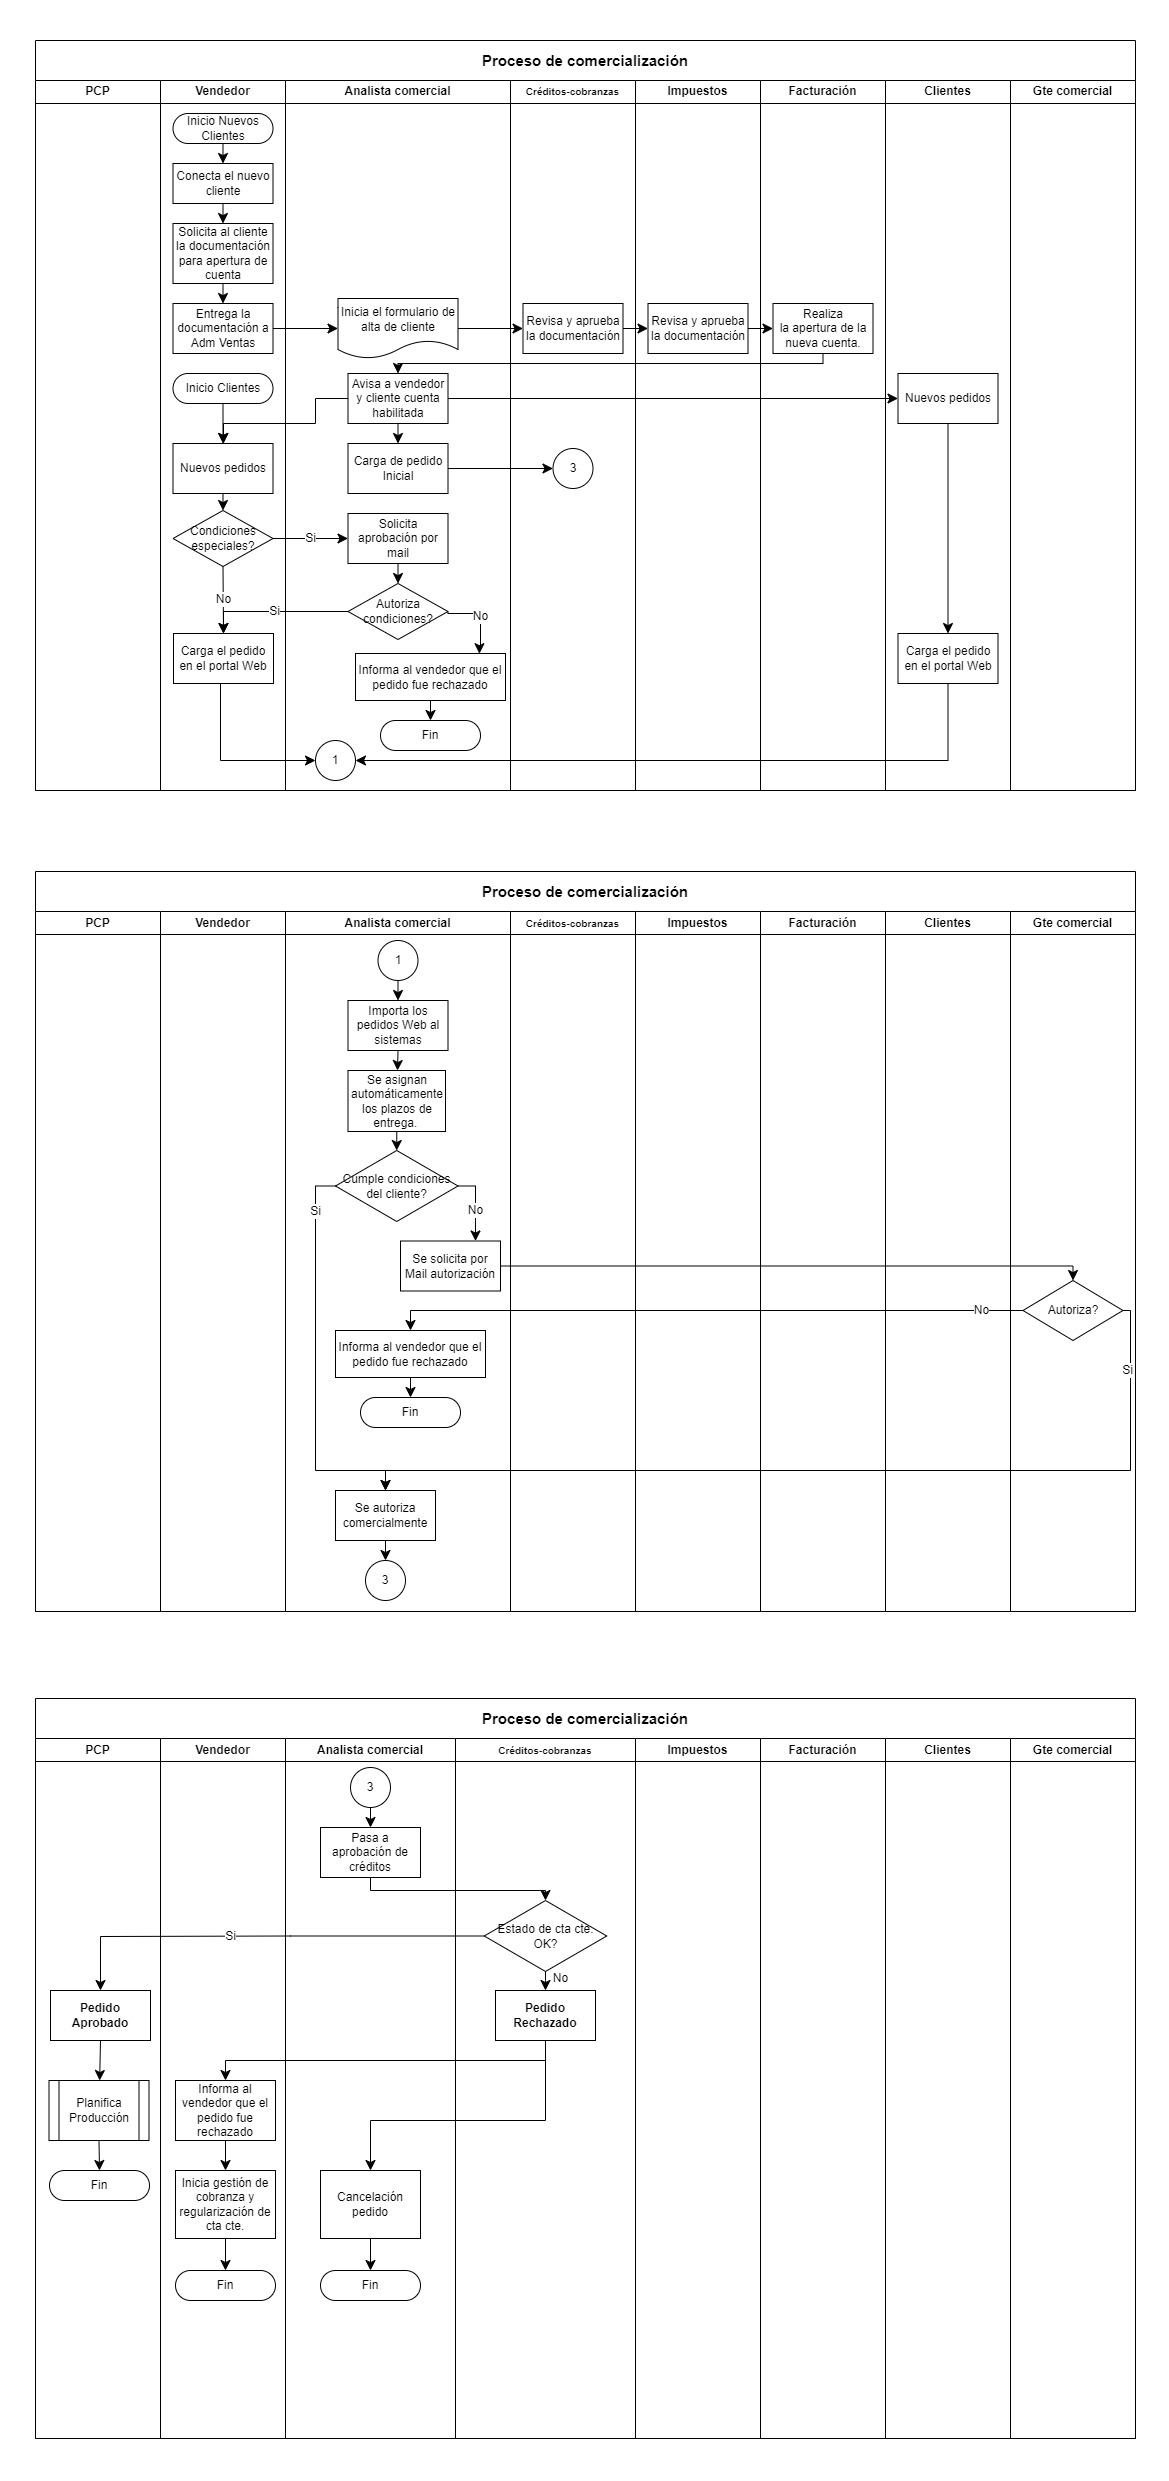 Proceso de comercialización
PCP
Vendedor
Analista comercial
Créditos-cobranzas
Impuestos
Facturación
Clientes
Gte comercial
Inicio Nuevos
Clientes
Conecta el nuevo
cliente
Solicita al cliente
la documentación
para apertura de
cuenta
Entrega la
documentación a
Adm Ventas
Inicia el formulario de
alta de cliente
Revisa y aprueba
la documentación
Revisa y aprueba
la documentación
Realiza
la apertura de la
nueva cuenta.
Inicio Clientes
Avisa a vendedor
y cliente cuenta
habilitada
Nuevos pedidos
Nuevos pedidos
Carga de pedido
Inicial
3
Condiciones
especiales?
Si
Solicita
aprobación por
mail
No
Si
Autoriza
condiciones?
No
Carga el pedido
en el portal Web
Informa al vendedor que el
pedido fue rechazado
Carga el pedido
en el portal Web
Fin
1
Proceso de comercialización
PCP
Vendedor
Analista comercial
Créditos-cobranzas
Impuestos
Facturación
Clientes
Gte comercial
1
Importa los
pedidos Web al
sistemas
Se asignan
automáticamente
los plazos de
entrega.
Cumple condiciones
del cliente?
Si
No
Se solicita por
Mail autorización
Autoriza?
No
Si
Informa al vendedor que el
pedido fue rechazado
Fin
Se autoriza
comercialmente
3
Proceso de comercialización
PCP
Vendedor
Analista comercial
Créditos-cobranzas
Impuestos
Facturación
Clientes
Gte comercial
3
Pasa a
aprobación de
créditos
Estado de cta cte.
OK?
Si
No
Pedido
Aprobado
Pedido
Rechazado
Planifica
Producción
Informa al
vendedor que el
pedido fue
rechazado
Fin
Inicia gestión de
cobranza y
regularización de
cta cte.
Cancelación
pedido
Fin
Fin